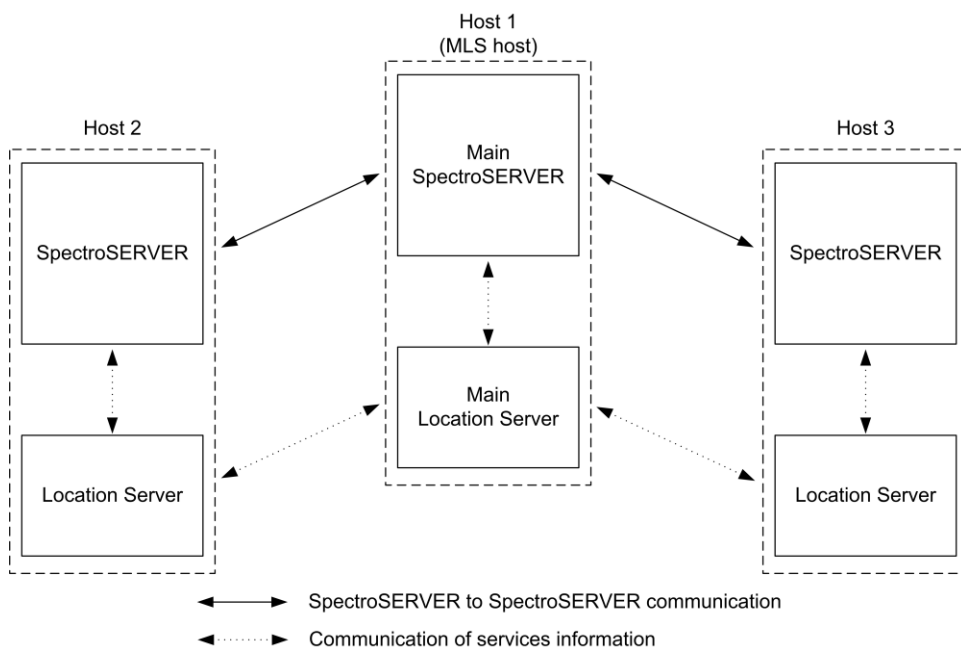 Host 1
(MLS host)
Host 2
Host 3
Main
SpectroSERVER
SpectroSERVER
SpectroSERVER
Main
Location Server
Location Server
Location Server
SpectroSERVER to SpectroSERVER communication
Communication of services information